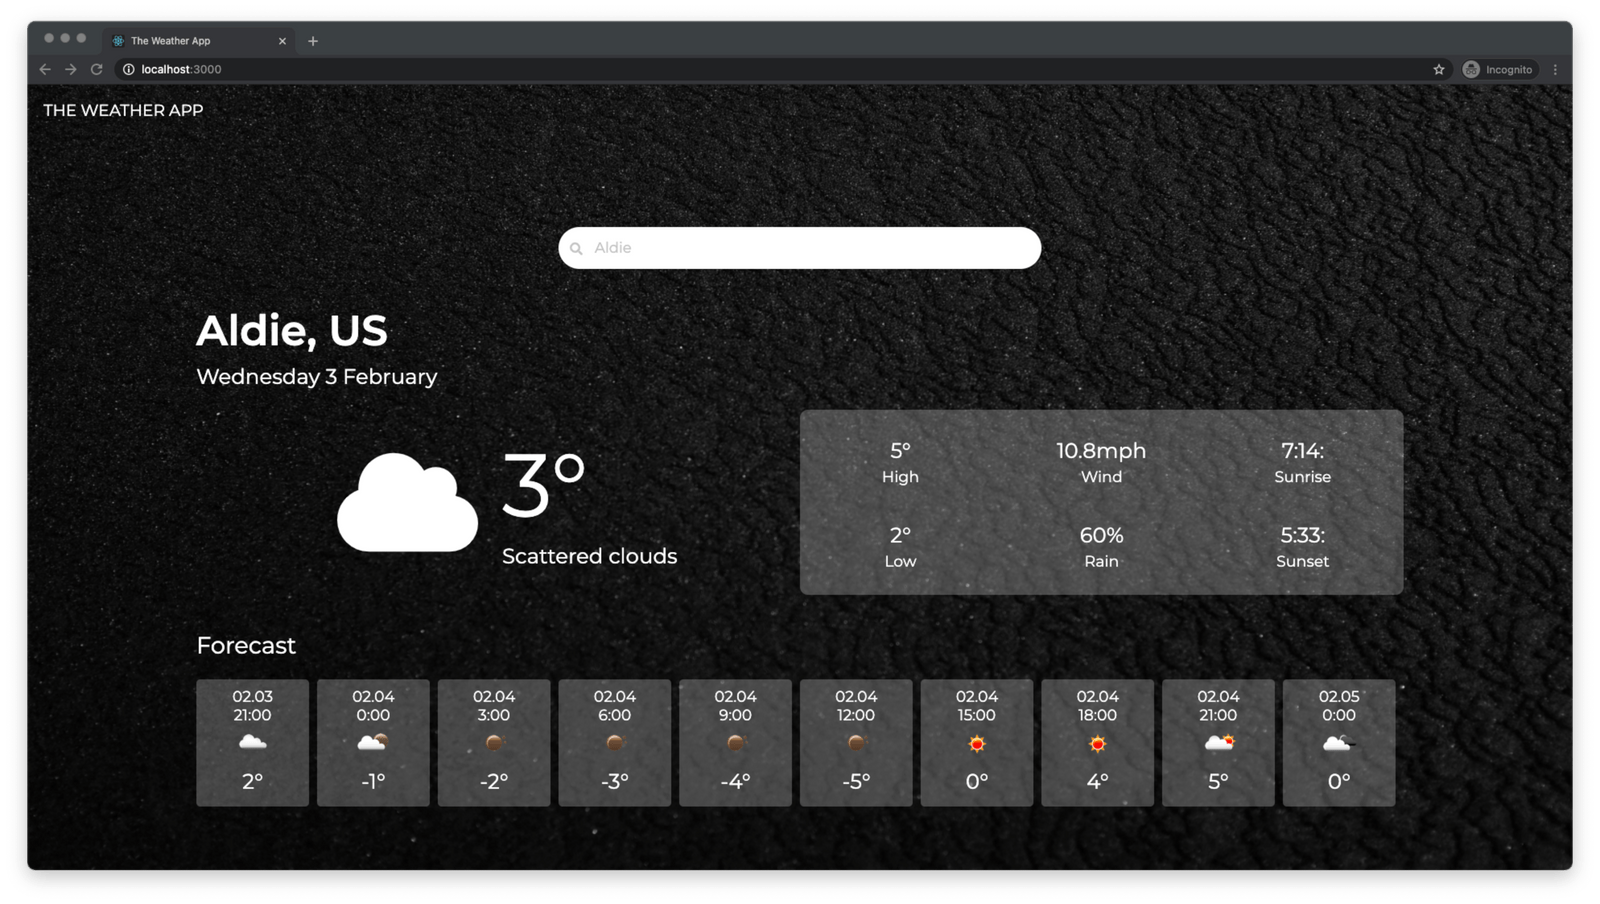 The Weather App
localhost:3000
Incognito
THE WEATHER APP
Aldie
Aldie, US
Wednesday 3 February
3°
Scattered clouds
5° 10.8mph 7:14:
High Wind Sunrise
2° 60% 5:33:
Low Rain Sunset
Forecast
02.03 02.04 02.04 02.04 02.04 02.04 02.04 02.04 02.04 02.05
21:00 0:00 3:00 6:00 9:00 12:00 15:00 18:00 21:00 0:00
2° -1° -2° -3° -4° -5° 0° 4° 5° 0°